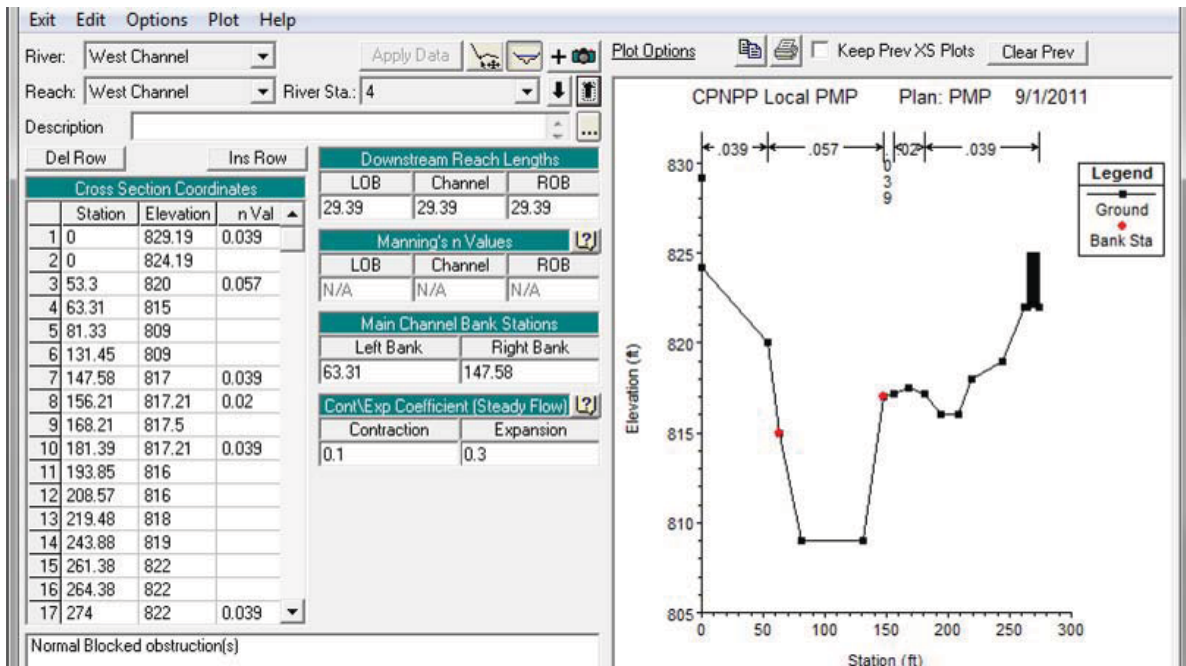 Exit Edit Options Plot Help
River: West Channel Apply Data + Plot Options Keep Prev XS Plots Clear Prev
Reach: West Channel River Sta.: 4
Description ...
Del Row Ins Row
Cross Section Coordinates
Station Elevation n Val
1 0 829.19 0.039
2 0 824.19
3 53.3 820 0.057
4 63.31 815
5 81.33 809
6 131.45 809
7 147.58 817 0.039
8 156.21 817.21 0.02
9 168.21 817.5
10 181.39 817.21 0.039
11 193.85 816
12 208.57 816
13 219.48 818
14 243.88 819
15 261.38 822
16 264.38 822
17 274 822 0.039
Downstream Reach Lengths
LOB Channel ROB
29.39 29.39 29.39
Manning's n Values
LOB Channel ROB
N/A N/A N/A
Main Channel Bank Stations
Left Bank Right Bank
63.31 147.58
Cont\Exp Coefficient (Steady Flow)
Contraction Expansion
0.1 0.3
Normal Blocked obstruction(s)
CPNPP Local PMP Plan: PMP 9/1/2011
.039 .057 .039 .02 .039
Legend
Ground
Bank Sta
830
825
820
815
810
805
Elevation (ft)
0 50 100 150 200 250 300
Station (ft)